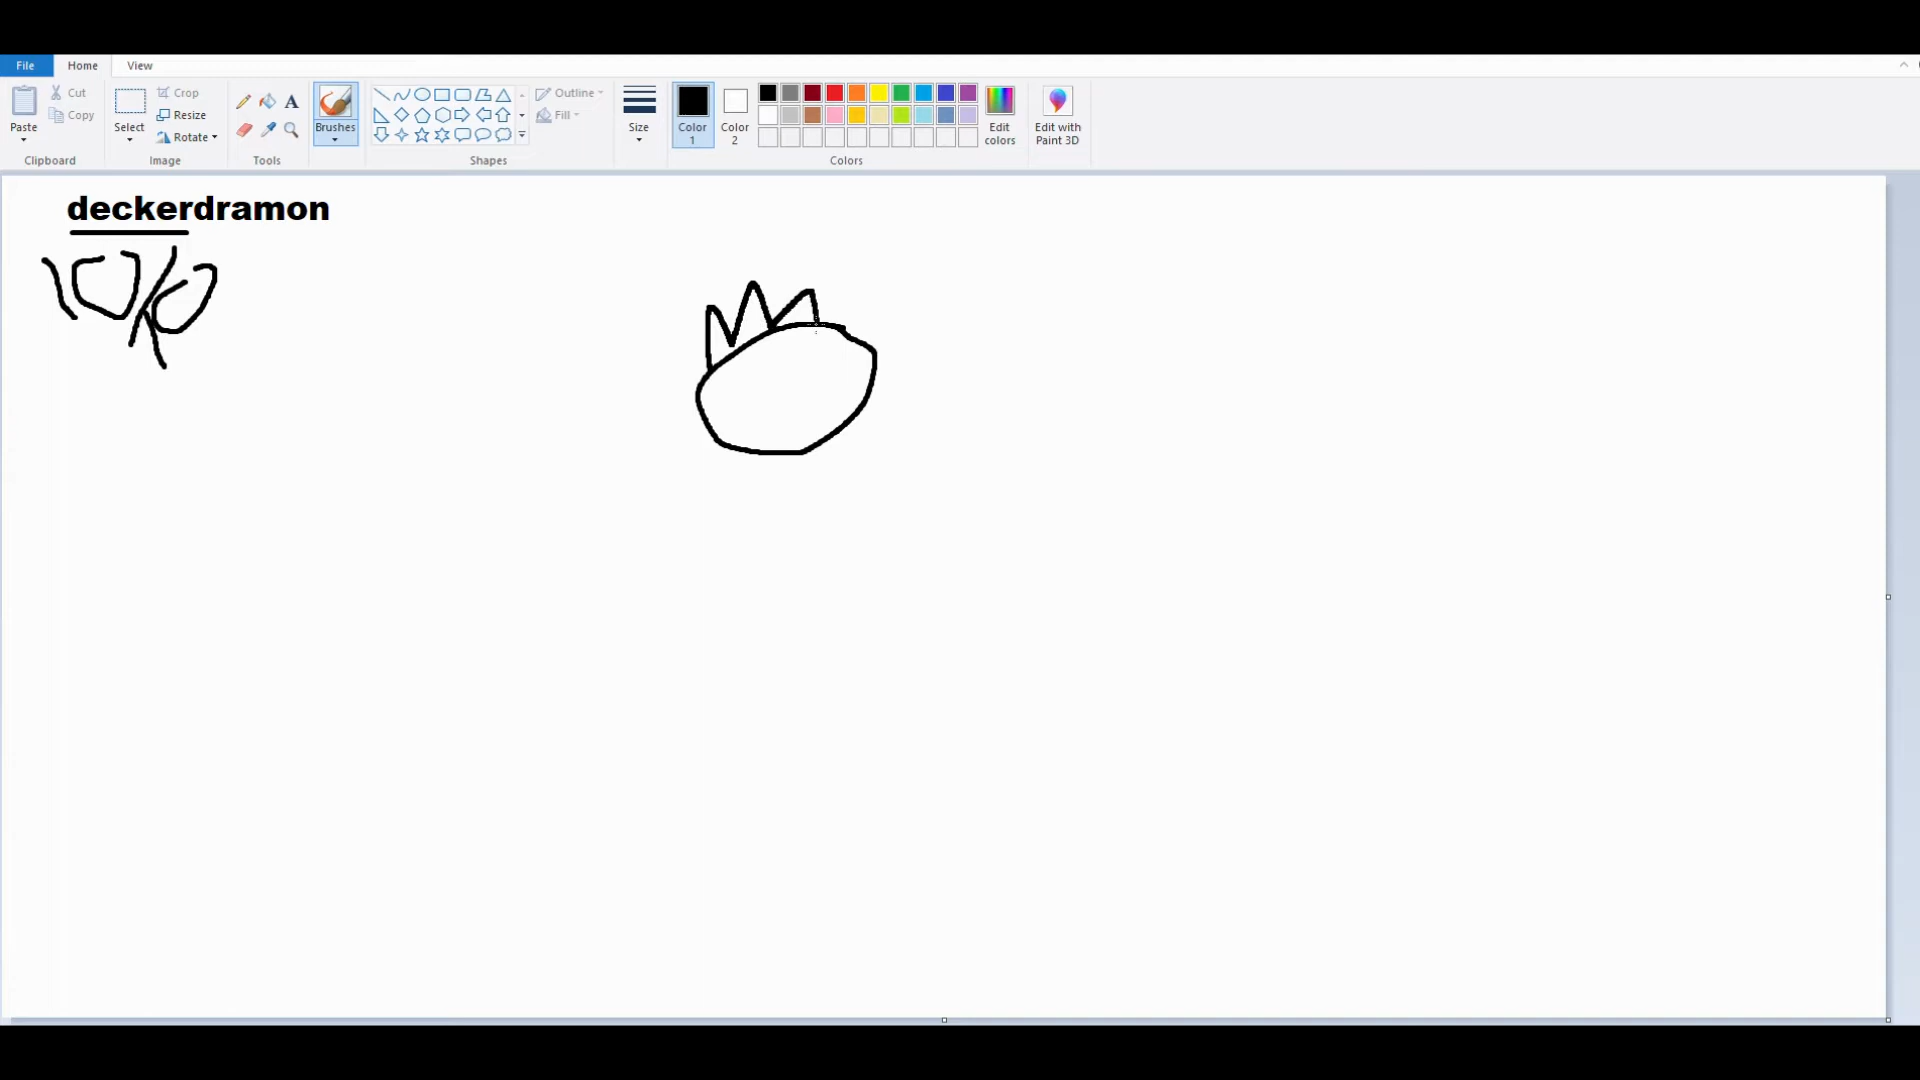 File Home View
Cut
Copy
Paste
Clipboard
Select
Crop
Resize
Rotate
Image
Tools
Brushes
Shapes
Outline
Fill
Size
Color
1
Color
2
Colors
Edit
colors
Edit with
Paint 3D
deckerdramon